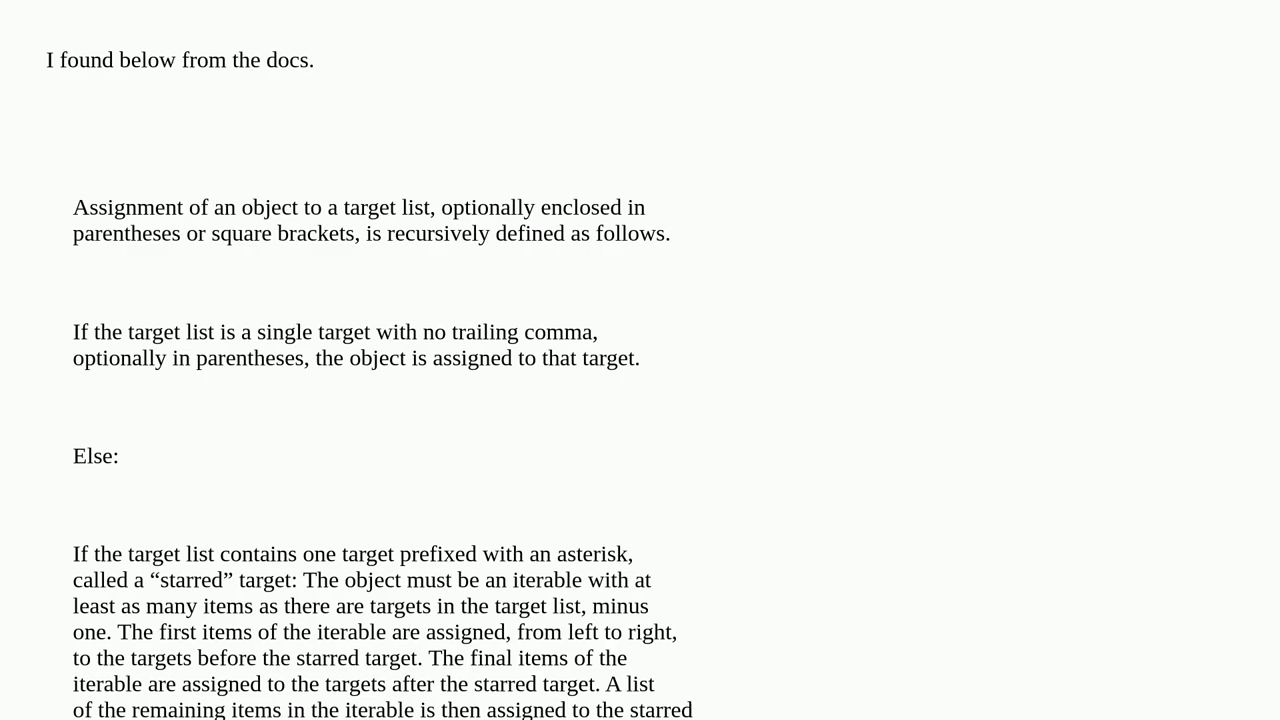 I found below from the docs.
Assignment of an object to a target list, optionally enclosed in
parentheses or square brackets, is recursively defined as follows.
If the target list is a single target with no trailing comma,
optionally in parentheses, the object is assigned to that target.
Else:
If the target list contains one target prefixed with an asterisk,
called a “starred” target: The object must be an iterable with at
least as many items as there are targets in the target list, minus
one. The first items of the iterable are assigned, from left to right,
to the targets before the starred target. The final items of the
iterable are assigned to the targets after the starred target. A list
of the remaining items in the iterable is then assigned to the starred